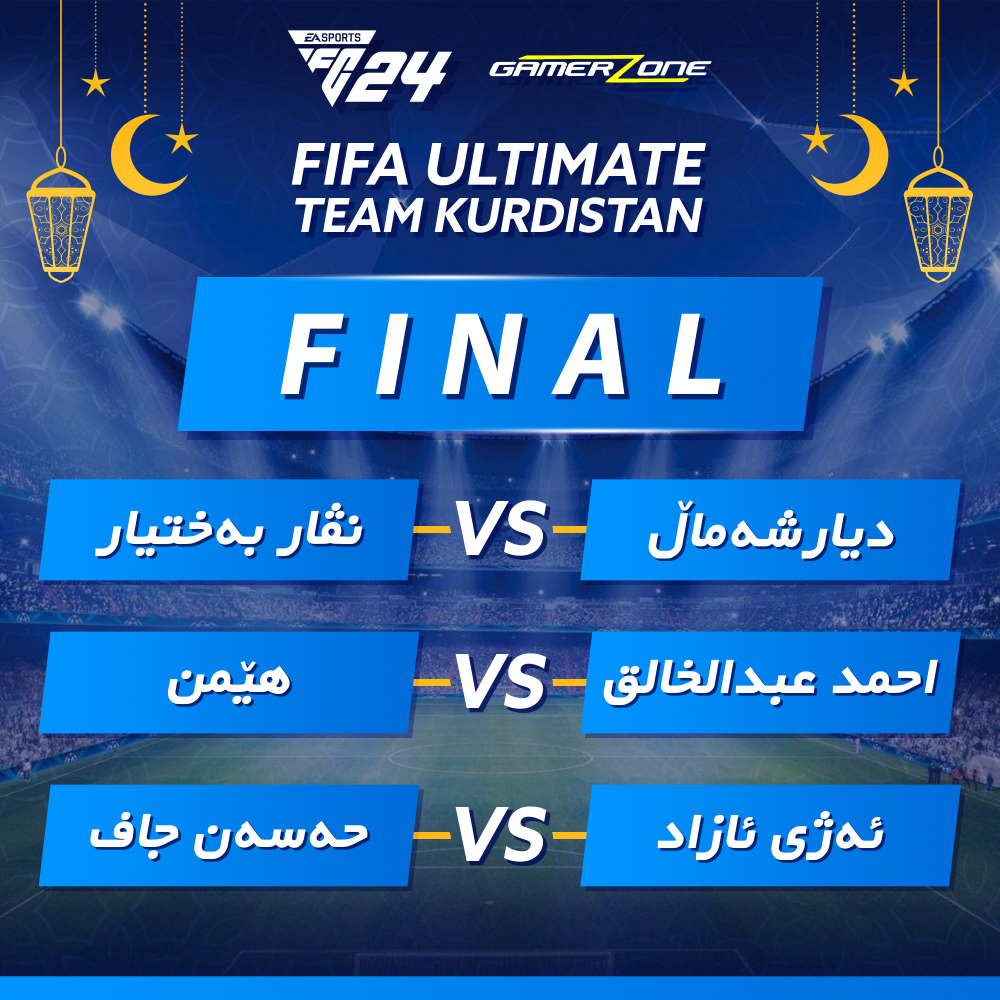 EA SPORTS
FC 24
GAMERZONE
FIFA ULTIMATE
TEAM KURDISTAN
FINAL
نڤار بەختیار VS دیارشەماڵ
هێمن VS احمد عبدالخالق
حەسەن جاف VS ئەژی ئازاد